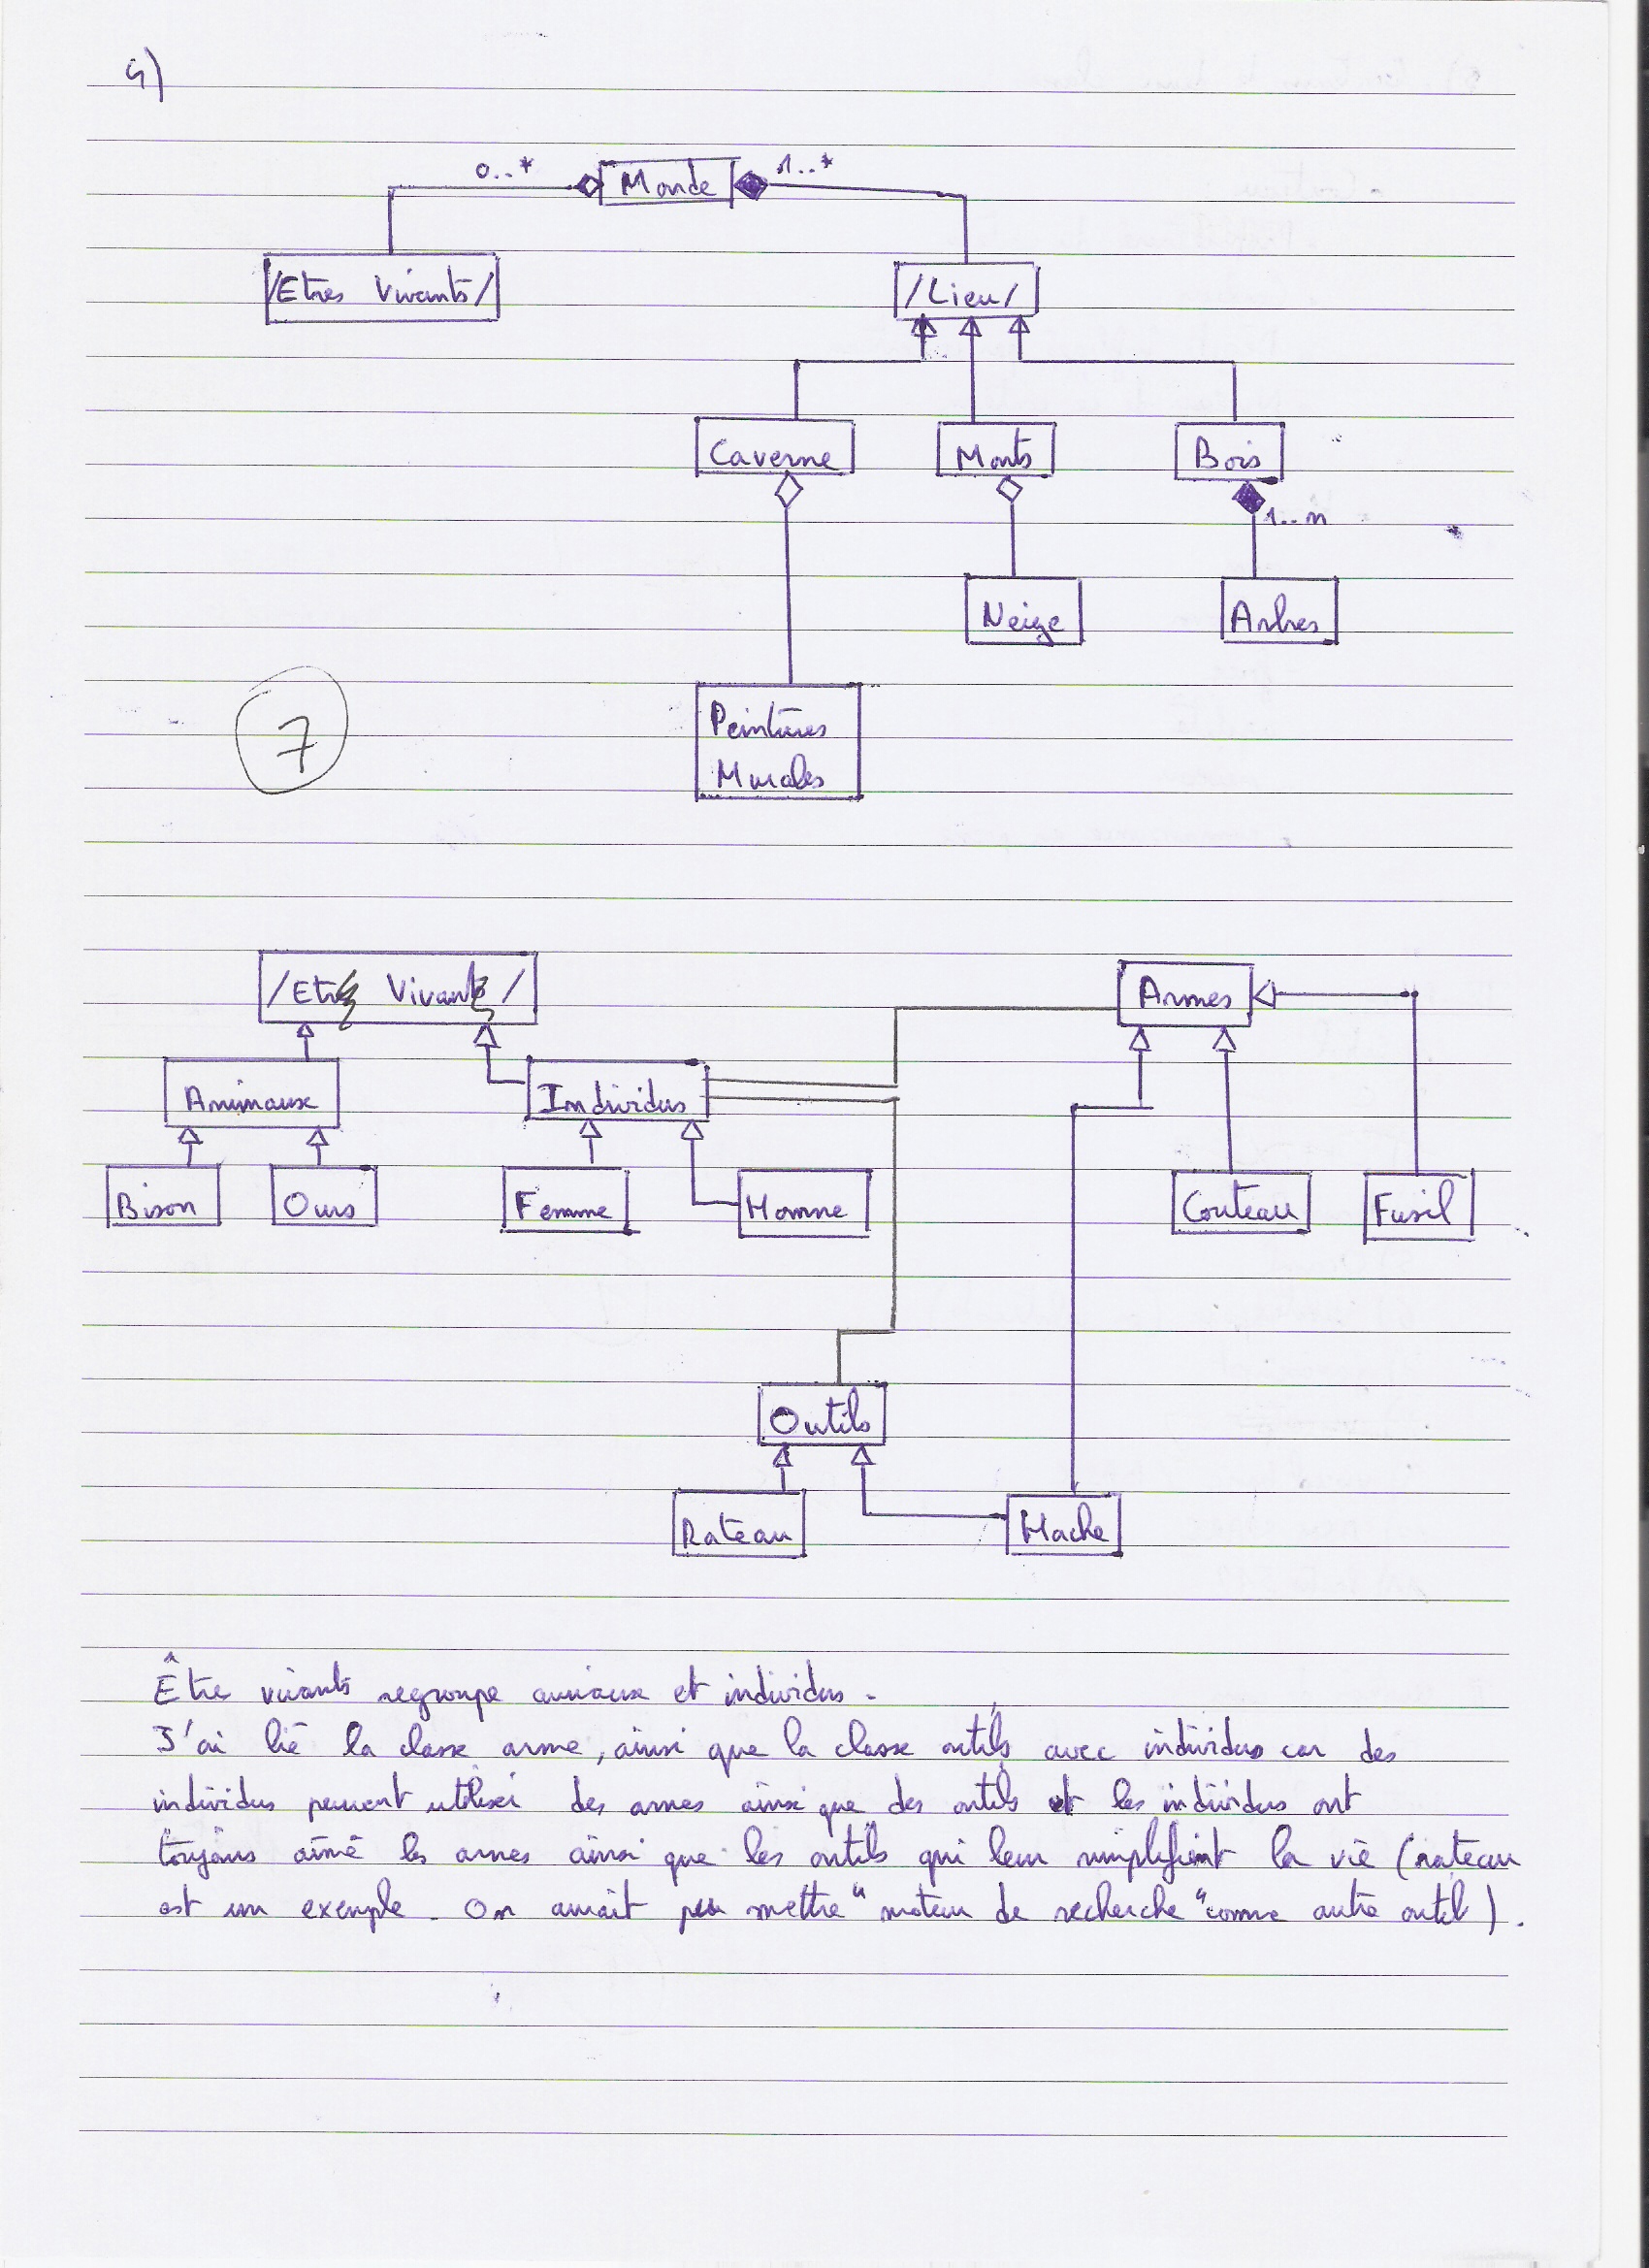 4)
0..* Monde 1..*
/Etres Vivants/ /Lieu/
Caverne Monts Bois
1..n
Neige Arbres
7
Peintures
Murales
/Etres Vivants/ Armes
Animaux Individus
Bison Ours Femme Homme Couteau Fusil
Outils
Rateau Hache
Être vivants regroupe animaux et individus.
J'ai lié la classe arme, ainsi que la classe outils avec individus car des
individus peuvent utiliser des armes ainsi que des outils et les individus ont
toujours aimé les armes ainsi que les outils qui leur simplifient la vie (rateau
est un exemple. On aurait peu mettre "moteur de recherche" comme autre outil).